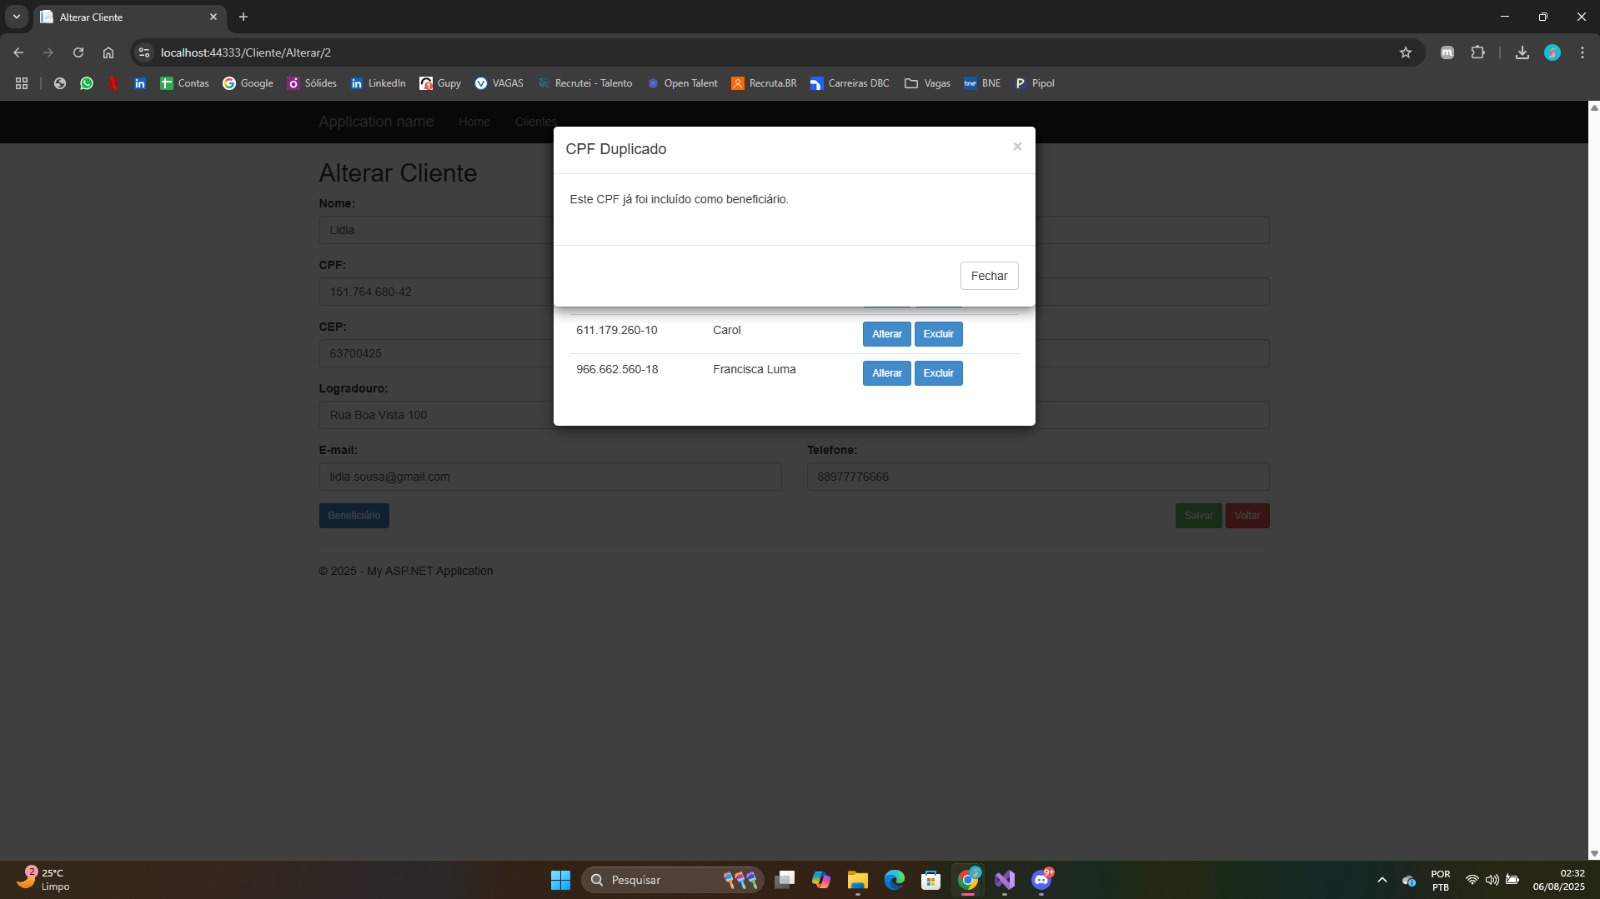 Alterar Cliente
localhost:44333/Cliente/Alterar/2
Contas
Google
Sólides
LinkedIn
Gupy
VAGAS
Recrutei - Talento
Open Talent
Recruta.BR
Carreiras DBC
Vagas
BNE
Pipol
Application name
Home
Clientes
CPF Duplicado
×
Este CPF já foi incluído como beneficiário.
Fechar
Alterar Cliente
Nome:
Lidia
CPF:
151.764.680-42
CEP:
63700425
Logradouro:
Rua Boa Vista 100
611.179.260-10 Carol Alterar Excluir
966.662.560-18 Francisca Luma Alterar Excluir
E-mail:
Telefone:
lidia.sousa@gmail.com
88977776666
Beneficiário
Salvar
Voltar
© 2025 - My ASP.NET Application
2
25°C
Limpo
Pesquisar
9+
POR
PTB
02:32
06/08/2025